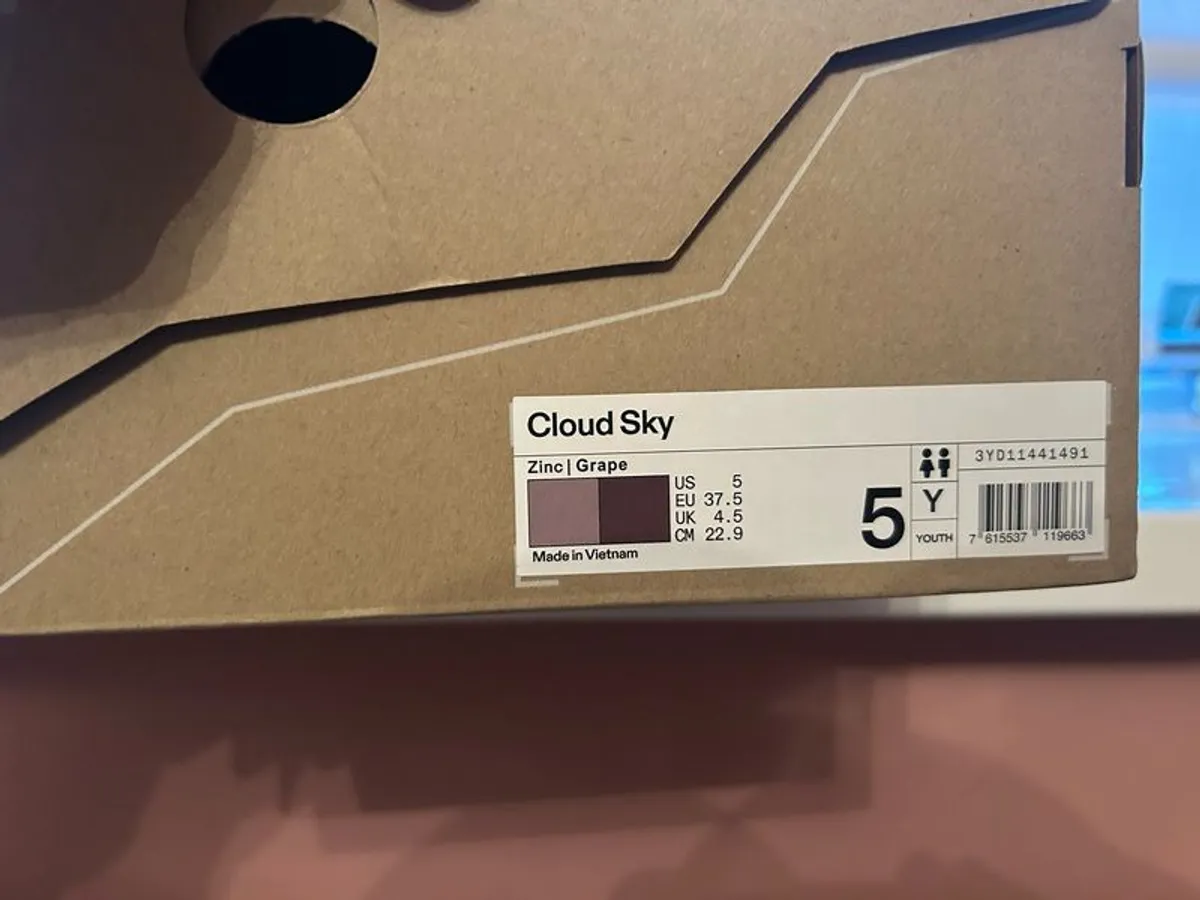 Cloud Sky
Zinc | Grape
US 5
EU 37.5
UK 4.5
CM 22.9
Made in Vietnam
5
Y
YOUTH
3YD11441491
7 615537 119663